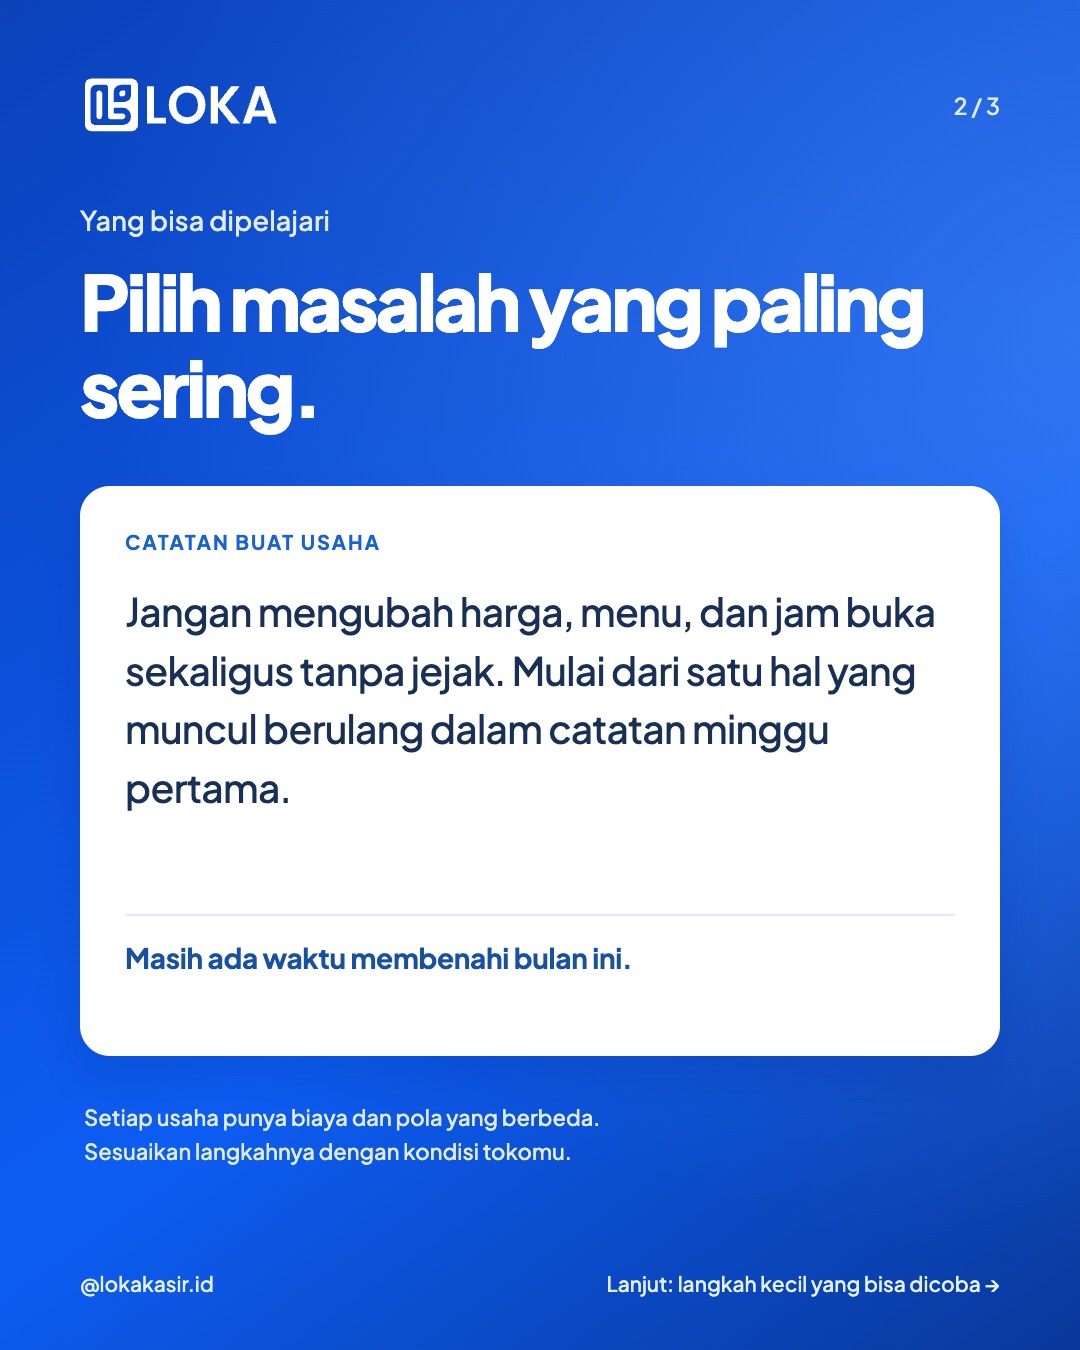 LOKA
2 / 3
Yang bisa dipelajari
Pilih masalah yang paling
sering.
CATATAN BUAT USAHA
Jangan mengubah harga, menu, dan jam buka
sekaligus tanpa jejak. Mulai dari satu hal yang
muncul berulang dalam catatan minggu
pertama.
Masih ada waktu membenahi bulan ini.
Setiap usaha punya biaya dan pola yang berbeda.
Sesuaikan langkahnya dengan kondisi tokomu.
@lokakasir.id
Lanjut: langkah kecil yang bisa dicoba →